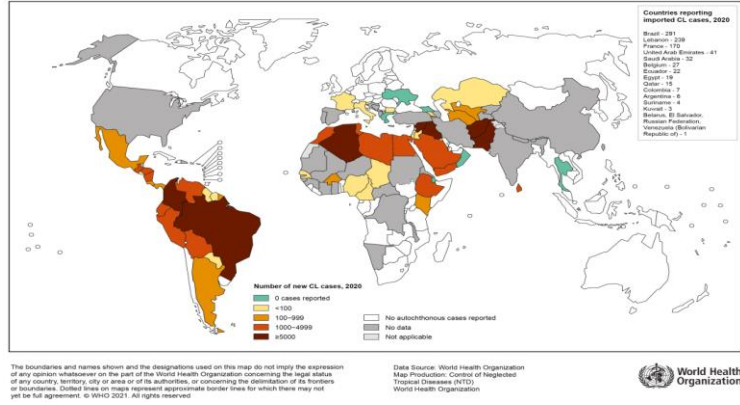 Countries reporting
imported CL cases, 2020
Brazil - 291
Lebanon - 239
France - 170
United Arab Emirates - 41
Saudi Arabia - 32
Belgium - 27
Ecuador - 22
Egypt - 19
Qatar - 15
Colombia - 7
Argentina - 6
Suriname - 4
Kuwait - 3
Belarus, El Salvador,
Russian Federation,
Venezuela (Bolivarian
Republic of) - 1
Number of new CL cases, 2020
0 cases reported
<100
100–999
1000–4999
≥5000
No autochthonous cases reported
No data
Not applicable
The boundaries and names shown and the designations used on this map do not imply the expression
of any opinion whatsoever on the part of the World Health Organization concerning the legal status
of any country, territory, city or area or of its authorities, or concerning the delimitation of its frontiers
or boundaries. Dotted lines on maps represent approximate border lines for which there may not
yet be full agreement. © WHO 2021. All rights reserved
Data Source: World Health Organization
Map Production: Control of Neglected
Tropical Diseases (NTD)
World Health Organization
World Health
Organization